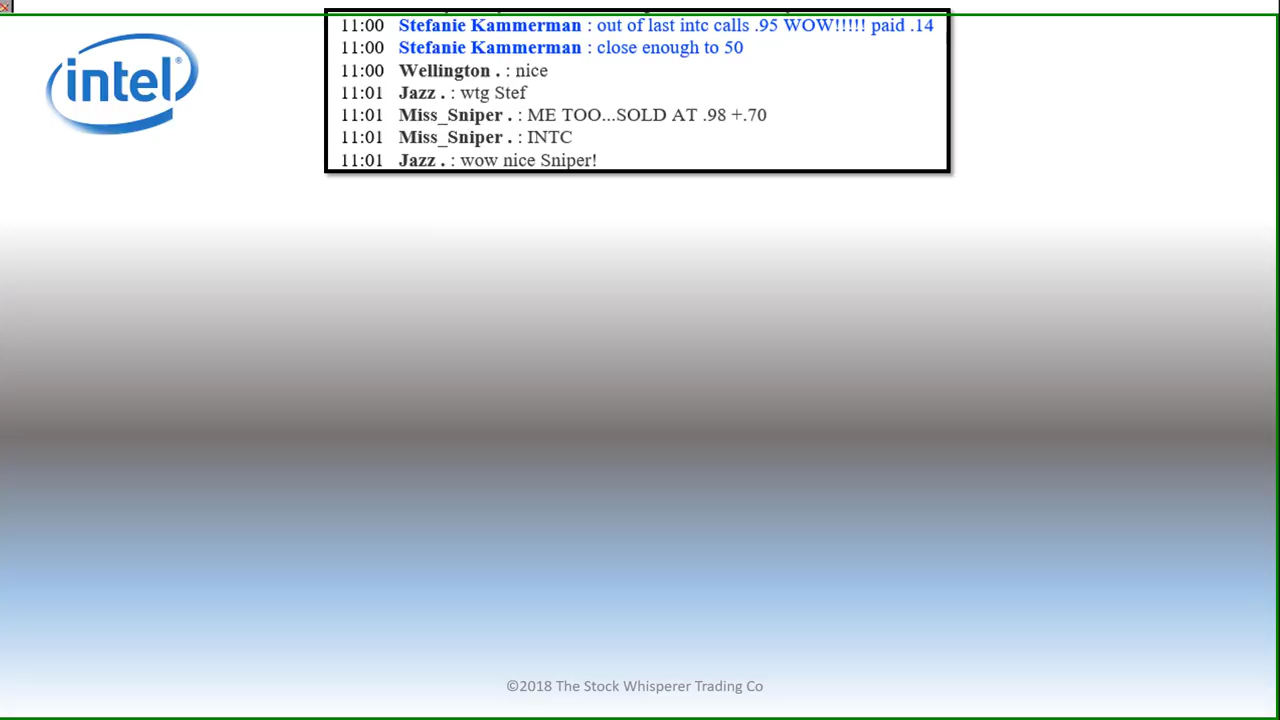 intel®
11:00 Stefanie Kammerman : out of last intc calls .95 WOW!!!!! paid .14
11:00 Stefanie Kammerman : close enough to 50
11:00 Wellington . : nice
11:01 Jazz . : wtg Stef
11:01 Miss_Sniper . : ME TOO...SOLD AT .98 +.70
11:01 Miss_Sniper . : INTC
11:01 Jazz . : wow nice Sniper!
©2018 The Stock Whisperer Trading Co